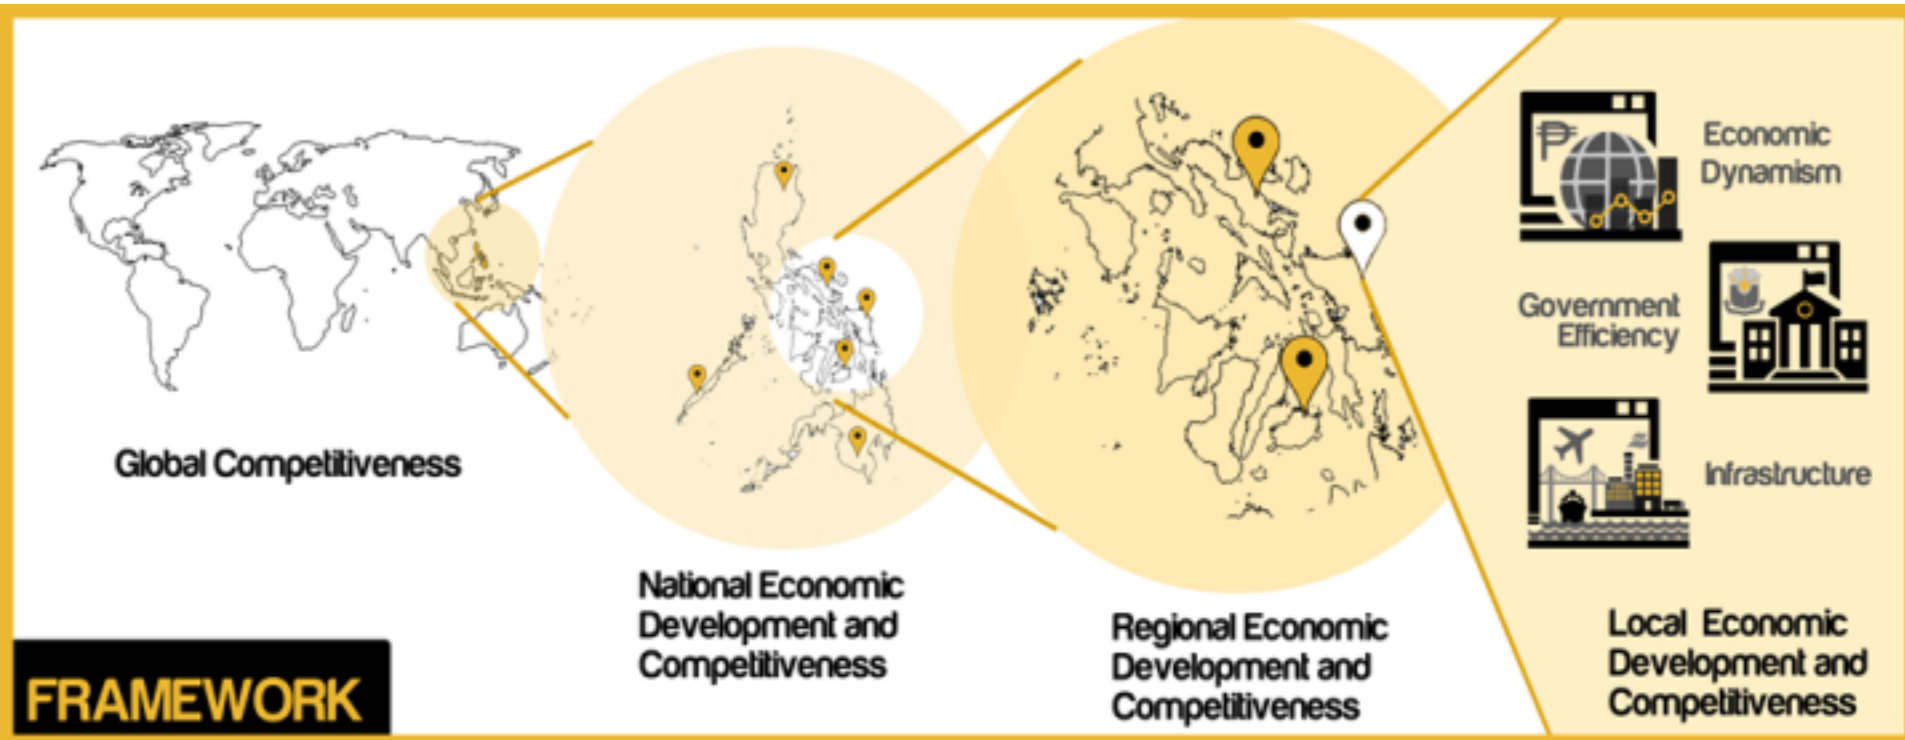 Global Competitiveness
National Economic
Development and
Competitiveness
Regional Economic
Development and
Competitiveness
Economic
Dynamism
Government
Efficiency
Infrastructure
Local Economic
Development and
Competitiveness
FRAMEWORK